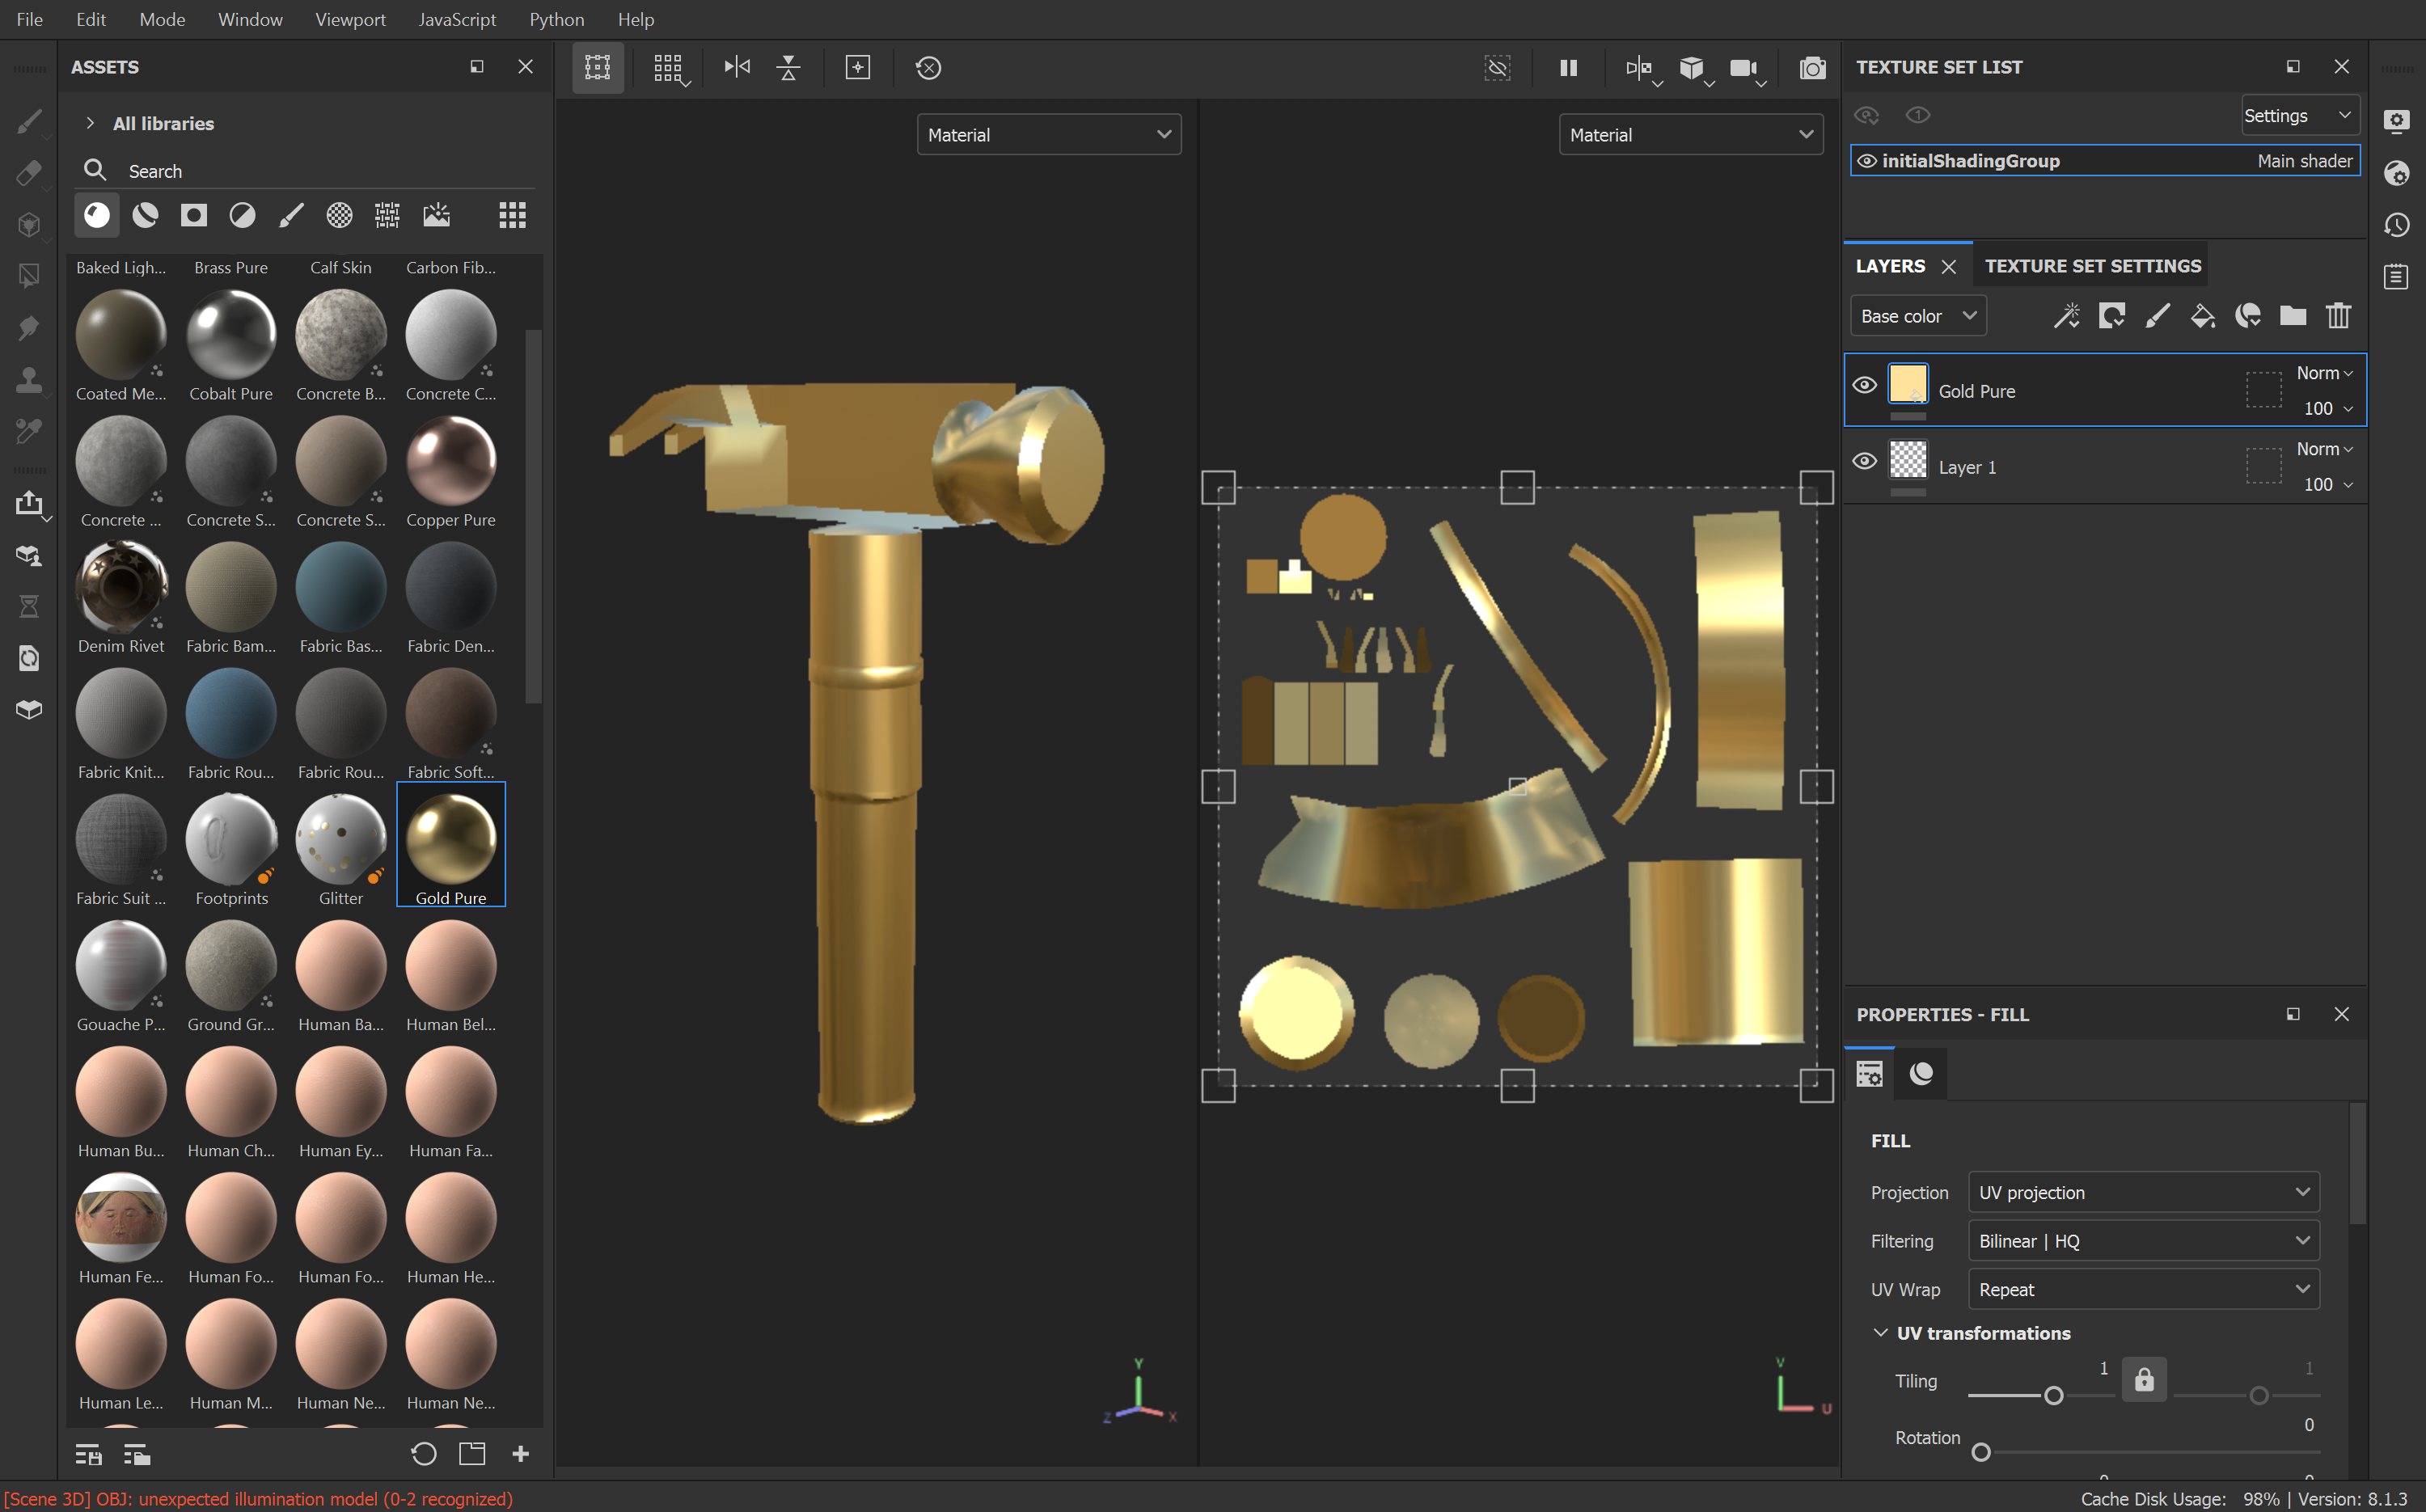 File Edit Mode Window Viewport JavaScript Python Help
ASSETS
All libraries
Search
Baked Ligh... Brass Pure Calf Skin Carbon Fib...
Coated Me... Cobalt Pure Concrete B... Concrete C...
Concrete ... Concrete S... Concrete S... Copper Pure
Denim Rivet Fabric Bam... Fabric Bas... Fabric Den...
Fabric Knit... Fabric Rou... Fabric Rou... Fabric Soft...
Fabric Suit ... Footprints Glitter Gold Pure
Gouache P... Ground Gr... Human Ba... Human Bel...
Human Bu... Human Ch... Human Ey... Human Fa...
Human Fe... Human Fo... Human Fo... Human He...
Human Le... Human M... Human Ne... Human Ne...
Material
Y
Z X
Material
V
U
TEXTURE SET LIST
1
Settings
initialShadingGroup Main shader
LAYERS TEXTURE SET SETTINGS
Base color
Gold Pure Norm
100
Layer 1 Norm
100
PROPERTIES - FILL
FILL
Projection UV projection
Filtering Bilinear | HQ
UV Wrap Repeat
UV transformations
Tiling 1 1
Rotation 0
[Scene 3D] OBJ: unexpected illumination model (0-2 recognized)
Cache Disk Usage: 98% | Version: 8.1.3